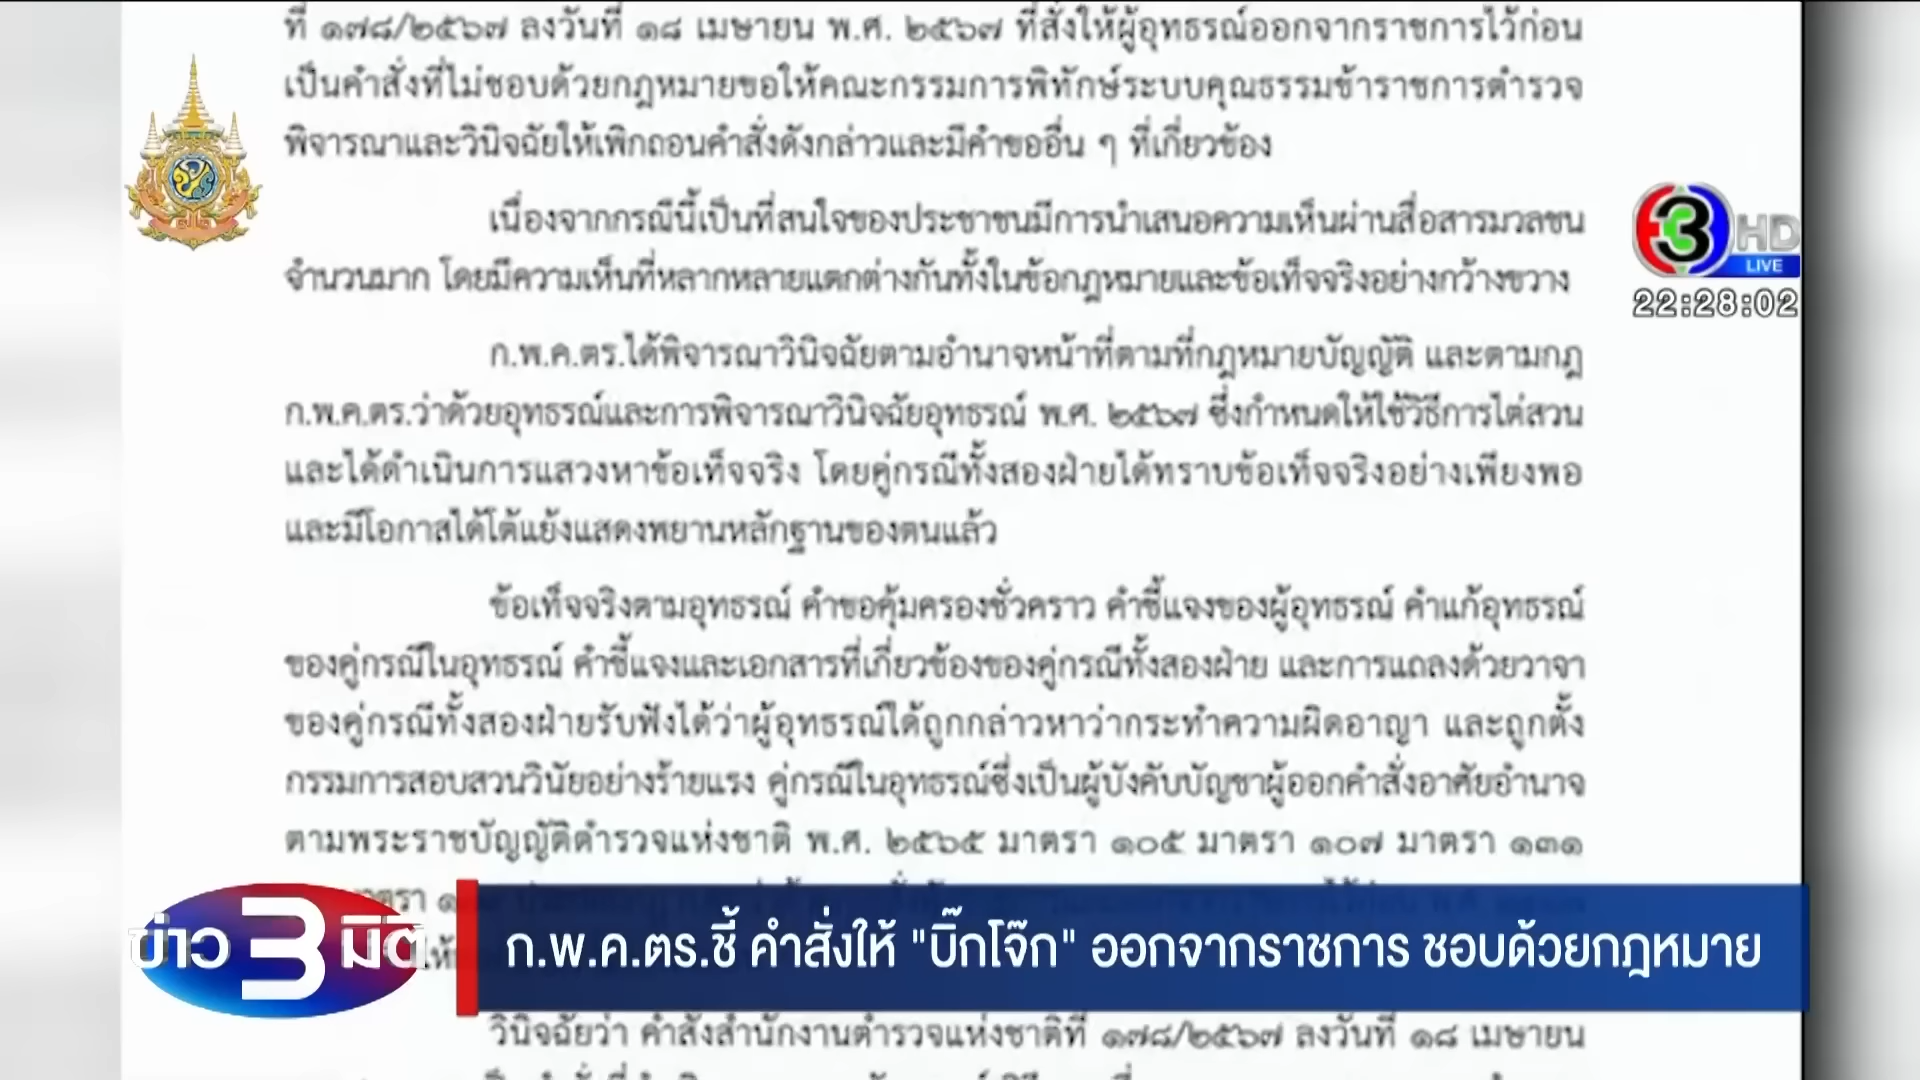 ที่ ๑๗๘/๒๕๖๗ ลงวันที่ ๑๘ เมษายน พ.ศ. ๒๕๖๗ ที่สั่งให้ผู้อุทธรณ์ออกจากราชการไว้ก่อน
เป็นคำสั่งที่ไม่ชอบด้วยกฎหมายขอให้คณะกรรมการพิทักษ์ระบบคุณธรรมข้าราชการตำรวจ
พิจารณาและวินิจฉัยให้เพิกถอนคำสั่งดังกล่าวและมีคำขออื่น ๆ ที่เกี่ยวข้อง
เนื่องจากกรณีนี้เป็นที่สนใจของประชาชนมีการนำเสนอความเห็นผ่านสื่อสารมวลชน
จำนวนมาก โดยมีความเห็นที่หลากหลายแตกต่างกันทั้งในข้อกฎหมายและข้อเท็จจริงอย่างกว้างขวาง
3 HD
LIVE
22:28:02
ก.พ.ค.ตร.ได้พิจารณาวินิจฉัยตามอำนาจหน้าที่ตามที่กฎหมายบัญญัติ และตามกฎ
ก.พ.ค.ตร.ว่าด้วยอุทธรณ์และการพิจารณาวินิจฉัยอุทธรณ์ พ.ศ. ๒๕๖๗ ซึ่งกำหนดให้ใช้วิธีการไต่สวน
และได้ดำเนินการแสวงหาข้อเท็จจริง โดยคู่กรณีทั้งสองฝ่ายได้ทราบข้อเท็จจริงอย่างเพียงพอ
และมีโอกาสได้โต้แย้งแสดงพยานหลักฐานของตนแล้ว
ข้อเท็จจริงตามอุทธรณ์ คำขอคุ้มครองชั่วคราว คำชี้แจงของผู้อุทธรณ์ คำแก้อุทธรณ์
ของคู่กรณีในอุทธรณ์ คำชี้แจงและเอกสารที่เกี่ยวข้องของคู่กรณีทั้งสองฝ่าย และการแถลงด้วยวาจา
ของคู่กรณีทั้งสองฝ่ายรับฟังได้ว่าผู้อุทธรณ์ได้ถูกกล่าวหาว่ากระทำความผิดอาญา และถูกตั้ง
กรรมการสอบสวนวินัยอย่างร้ายแรง คู่กรณีในอุทธรณ์ซึ่งเป็นผู้บังคับบัญชาผู้ออกคำสั่งอาศัยอำนาจ
ตามพระราชบัญญัติตำรวจแห่งชาติ พ.ศ. ๒๕๖๕ มาตรา ๑๐๕ มาตรา ๑๐๗ มาตรา ๑๓๑
ข่าว 3 มิติ
ก.พ.ค.ตร.ชี้ คำสั่งให้ "บิ๊กโจ๊ก" ออกจากราชการ ชอบด้วยกฎหมาย
วินิจฉัยว่า คำสั่งสำนักงานตำรวจแห่งชาติที่ ๑๗๘/๒๕๖๗ ลงวันที่ ๑๘ เมษายน